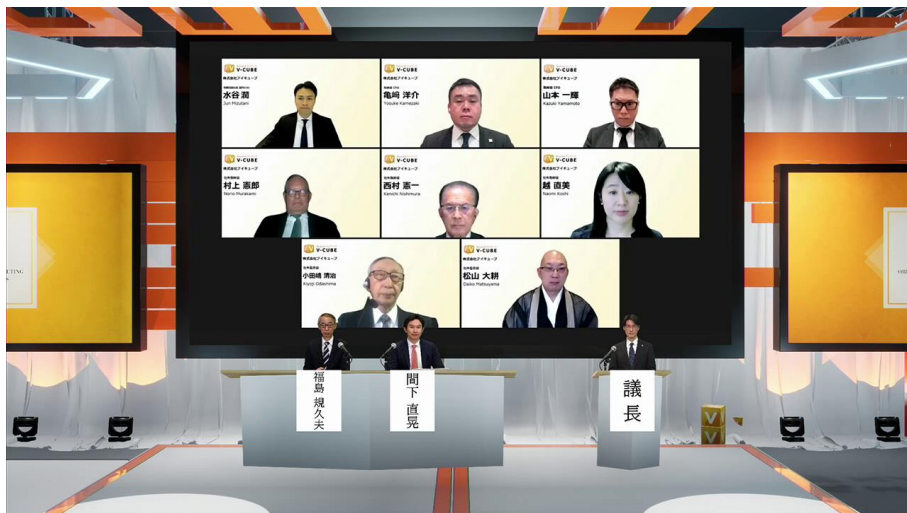 V-CUBE
株式会社ブイキューブ
水谷 潤
Jun Mizutani
V-CUBE
株式会社ブイキューブ
取締役 CFO
亀﨑 洋介
Yosuke Kamezaki
V-CUBE
株式会社ブイキューブ
山本 一輝
Kazuki Yamamoto
V-CUBE
株式会社ブイキューブ
社外取締役
村上 憲郎
Norio Murakami
V-CUBE
株式会社ブイキューブ
社外取締役
西村 憲一
Kenichi Nishimura
V-CUBE
株式会社ブイキューブ
社外取締役
越 直美
Naomi Koshi
V-CUBE
株式会社ブイキューブ
社外監査役
小田嶋 清治
Kiyoji Odashima
V-CUBE
株式会社ブイキューブ
社外監査役
松山 大耕
Daiko Matsuyama
福島 規久夫
間下 直晃
議長